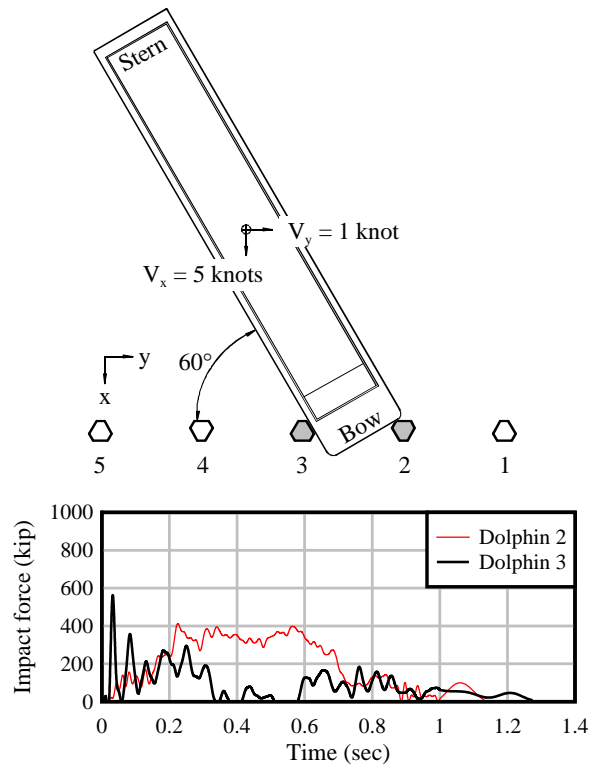 Stern
V_y = 1 knot
V_x = 5 knots
60°
y
x
Bow
5 4 3 2 1
1000
800
600
400
200
0
Impact force (kip)
Dolphin 2
Dolphin 3
0 0.2 0.4 0.6 0.8 1 1.2 1.4
Time (sec)